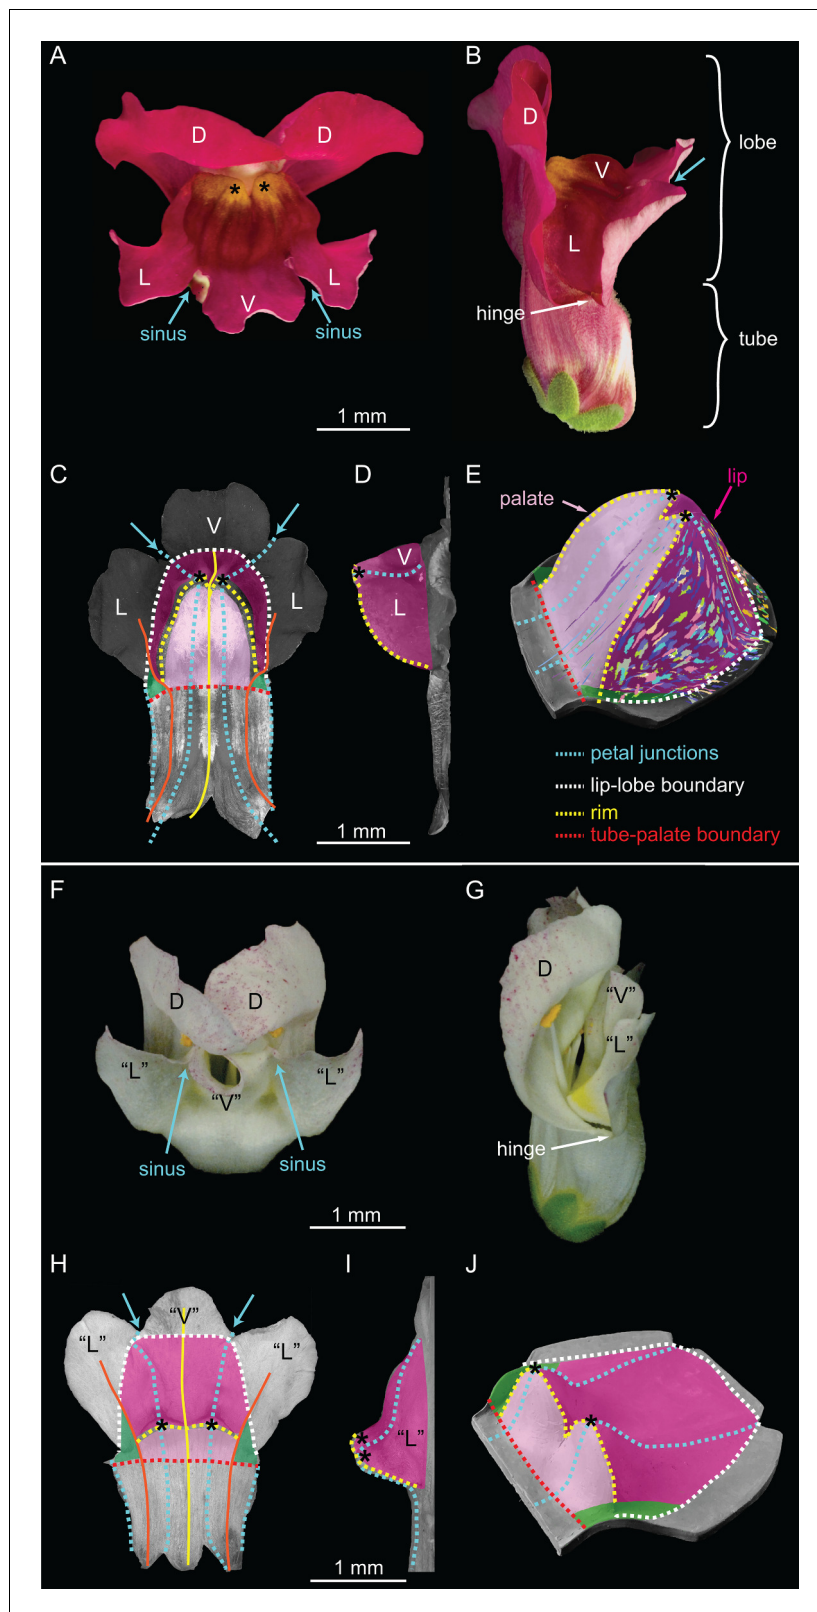 A
D
D
*
*
L
L
V
sinus
sinus
1 mm
B
D
V
L
hinge
lobe
tube
C
V
L
L
*
*
D
V
*
L
1 mm
E
palate
lip
*
*
petal junctions
lip-lobe boundary
rim
tube-palate boundary
F
D
D
“L”
“L”
“V”
sinus
sinus
1 mm
G
D
“V”
“L”
hinge
H
“V”
“L”
“L”
*
*
I
*
*
“L”
1 mm
J
*
*